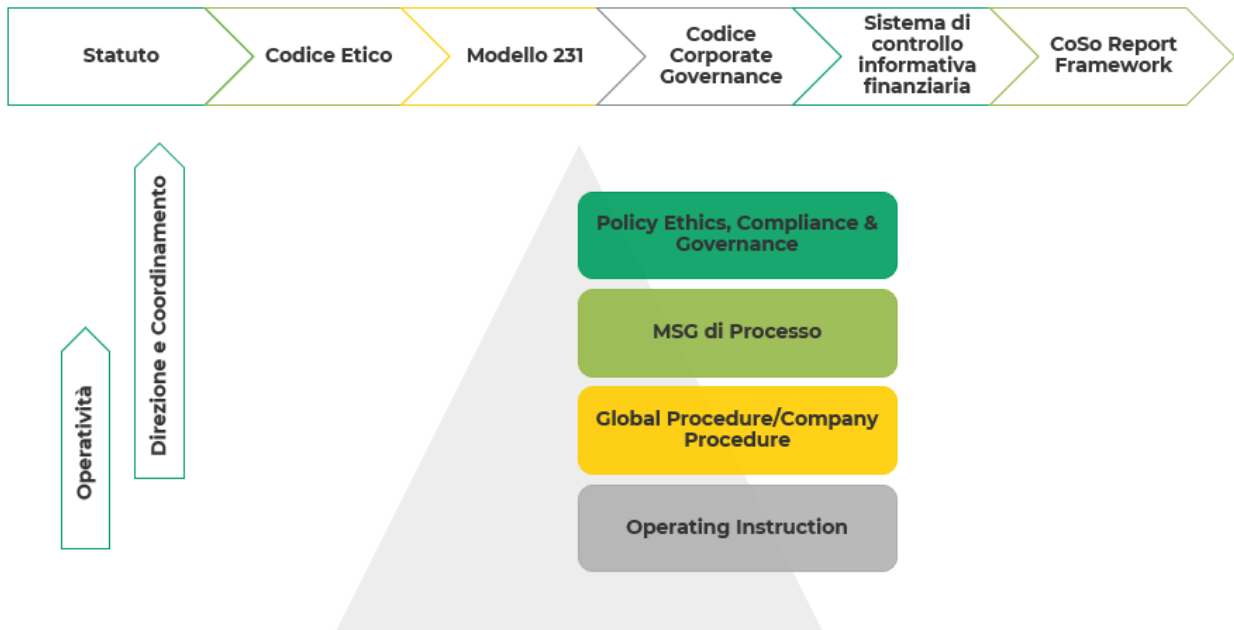 Statuto
Codice Etico
Modello 231
Codice
Corporate
Governance
Sistema di
controllo
informativa
finanziaria
CoSo Report
Framework
Operatività
Direzione e Coordinamento
Policy Ethics, Compliance &
Governance
MSG di Processo
Global Procedure/Company
Procedure
Operating Instruction